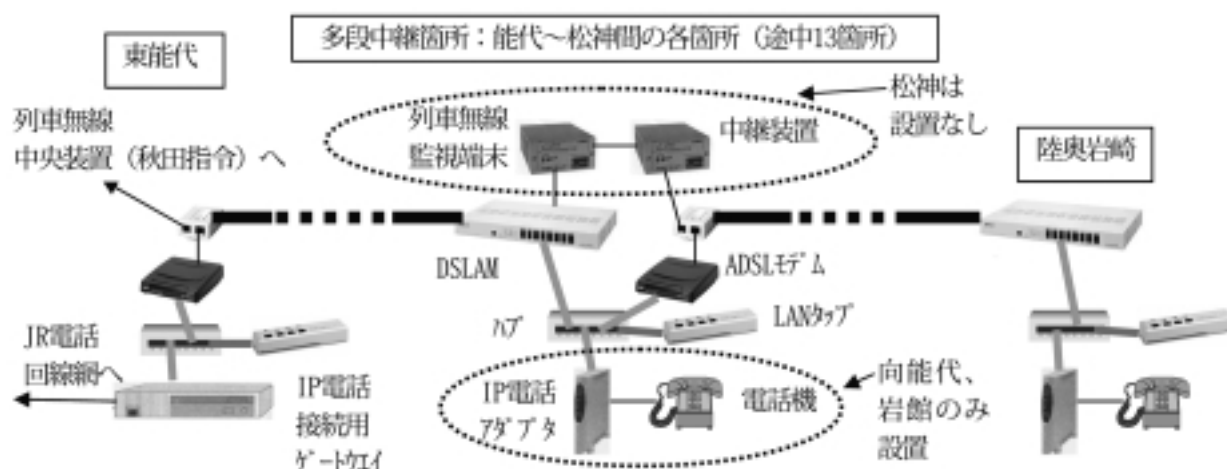 多段中継箇所：能代～松神間の各箇所（途中13箇所）
東能代
列車無線
中央装置（秋田指令）へ
列車無線
監視端末
中継装置
松神は
設置なし
陸奥岩崎
DSLAM
ADSLﾓﾃﾞﾑ
ﾊﾌﾞ
LANﾀｯﾌﾟ
JR電話
回線網へ
IP電話
接続用
ｹﾞｰﾄｳｴｲ
IP電話
ｱﾀﾞﾌﾟﾀ
電話機
向能代、
岩館のみ
設置